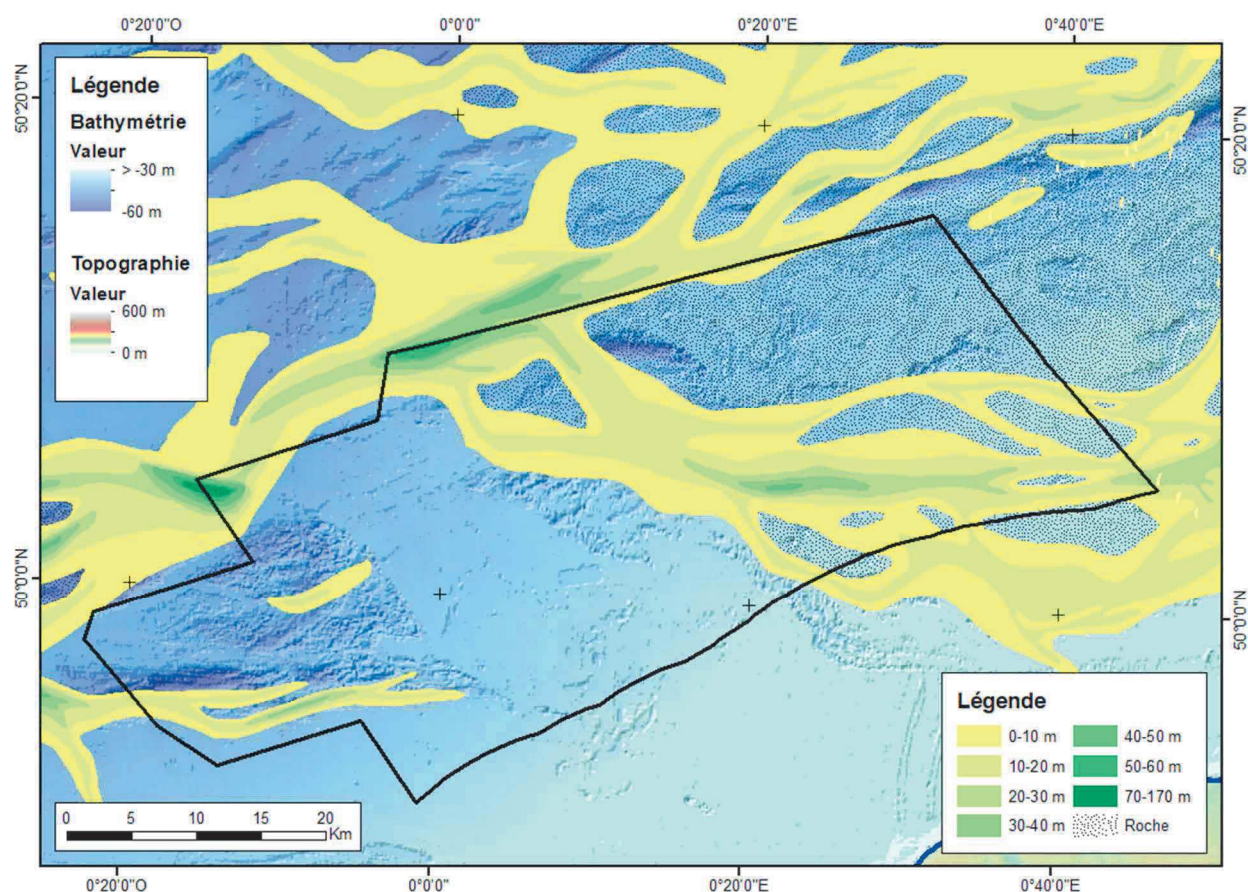 0°20'0"O
0°0'0"
0°20'0"E
0°40'0"E
50°20'0"N
50°20'0"N
Légende
Bathymétrie
Valeur
> -30 m
-60 m
Topographie
Valeur
600 m
0 m
50°0'0"N
50°0'0"N
Légende
0-10 m
40-50 m
10-20 m
50-60 m
20-30 m
70-170 m
30-40 m
Roche
0 5 10 15 20
Km
0°20'0"O
0°0'0"
0°20'0"E
0°40'0"E